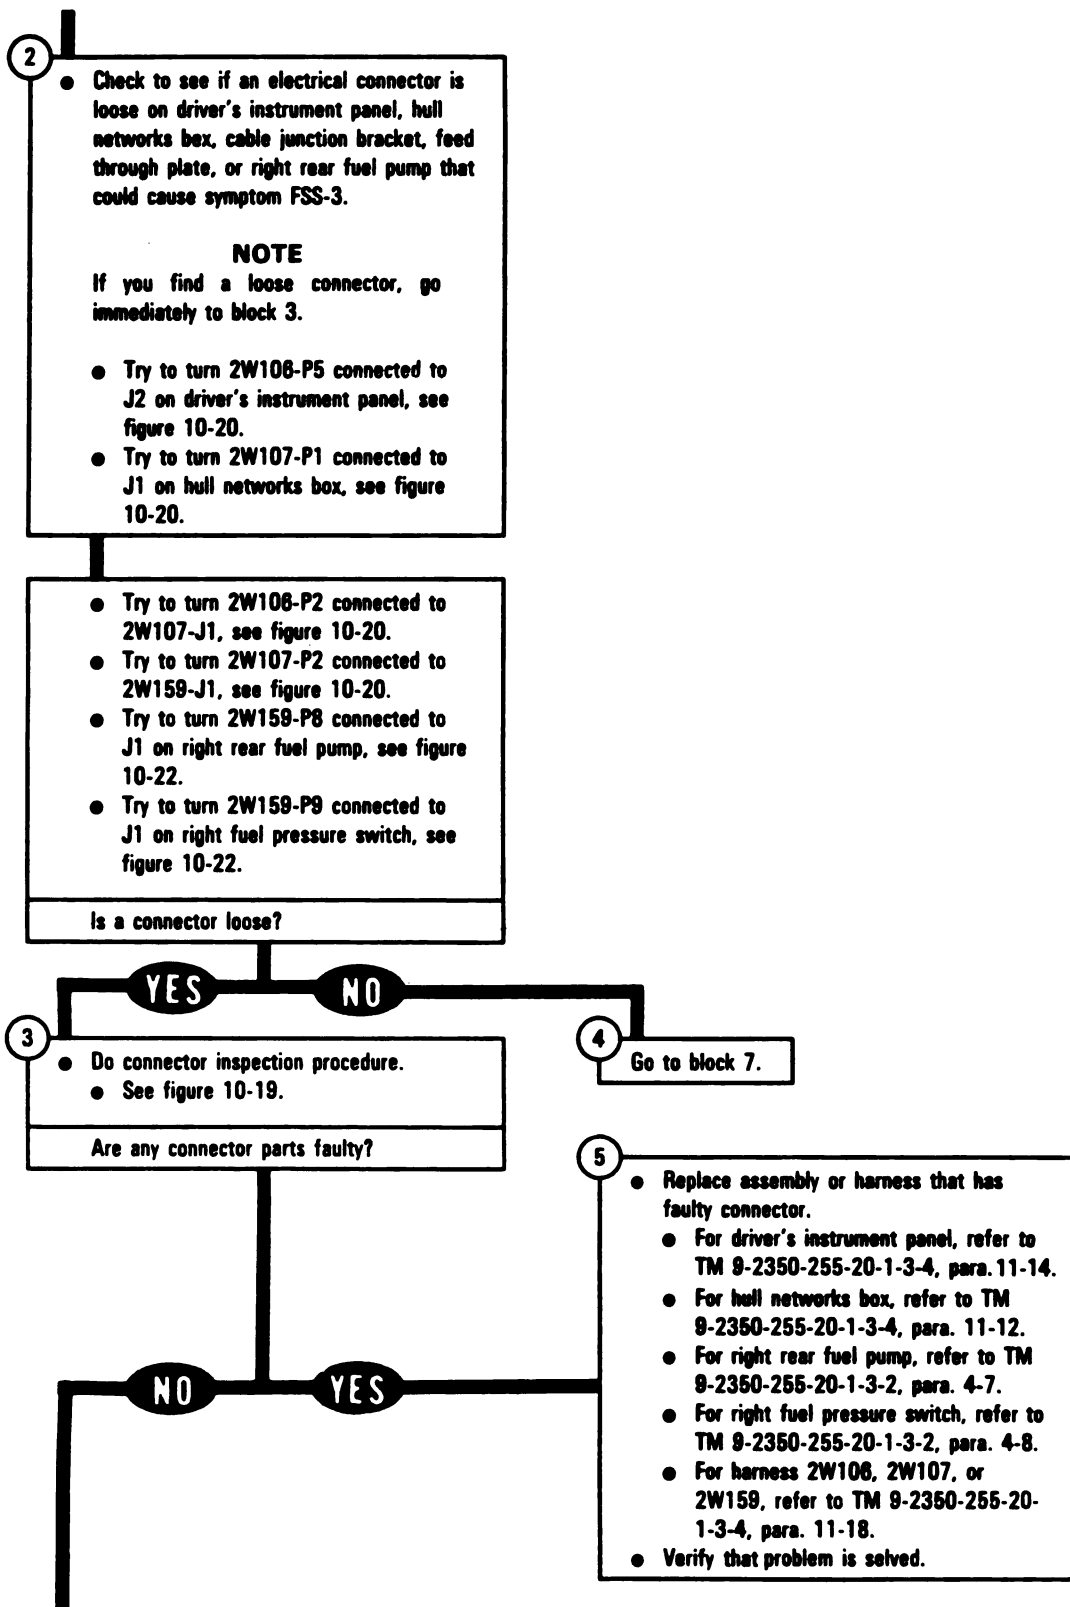 2
● Check to see if an electrical connector is
loose on driver's instrument panel, hull
networks box, cable junction bracket, feed
through plate, or right rear fuel pump that
could cause symptom FSS-3.
NOTE
If you find a loose connector, go
immediately to block 3.
● Try to turn 2W106-P5 connected to
J2 on driver's instrument panel, see
figure 10-20.
● Try to turn 2W107-P1 connected to
J1 on hull networks box, see figure
10-20.
● Try to turn 2W106-P2 connected to
2W107-J1, see figure 10-20.
● Try to turn 2W107-P2 connected to
2W159-J1, see figure 10-20.
● Try to turn 2W159-P8 connected to
J1 on right rear fuel pump, see figure
10-22.
● Try to turn 2W159-P9 connected to
J1 on right fuel pressure switch, see
figure 10-22.
Is a connector loose?
YES
NO
3
● Do connector inspection procedure.
● See figure 10-19.
Are any connector parts faulty?
4
Go to block 7.
NO
YES
5
● Replace assembly or harness that has
faulty connector.
● For driver's instrument panel, refer to
TM 9-2350-255-20-1-3-4, para. 11-14.
● For hull networks box, refer to TM
9-2350-255-20-1-3-4, para. 11-12.
● For right rear fuel pump, refer to TM
9-2350-255-20-1-3-2, para. 4-7.
● For right fuel pressure switch, refer to
TM 9-2350-255-20-1-3-2, para. 4-8.
● For harness 2W106, 2W107, or
2W159, refer to TM 9-2350-255-20-
1-3-4, para. 11-18.
● Verify that problem is solved.